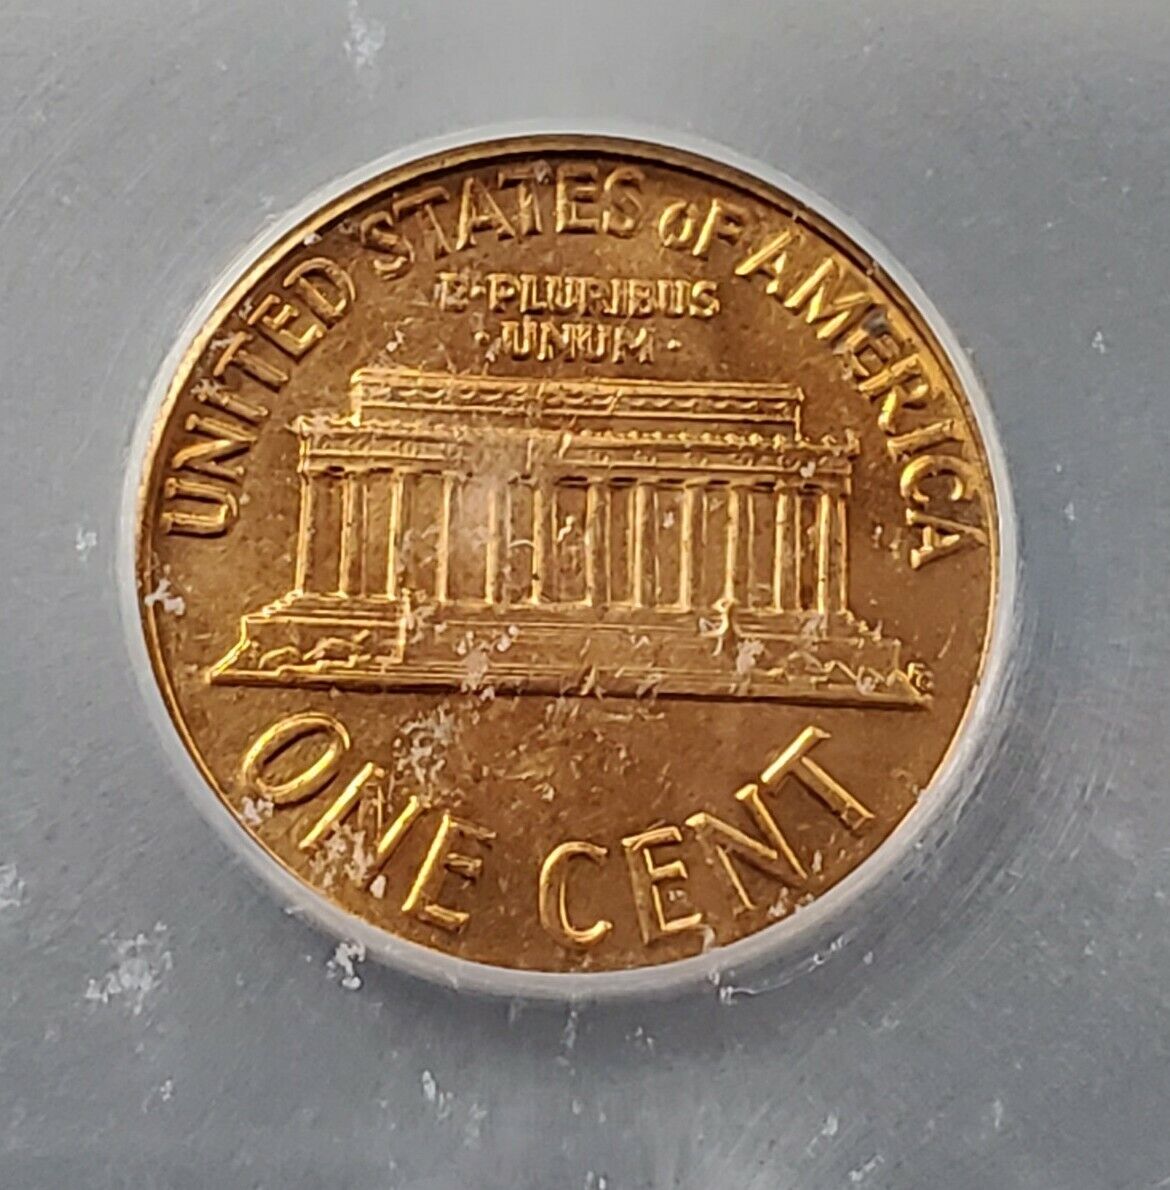 UNITED STATES OF AMERICA
E·PLURIBUS
·UNUM·
ONE CENT